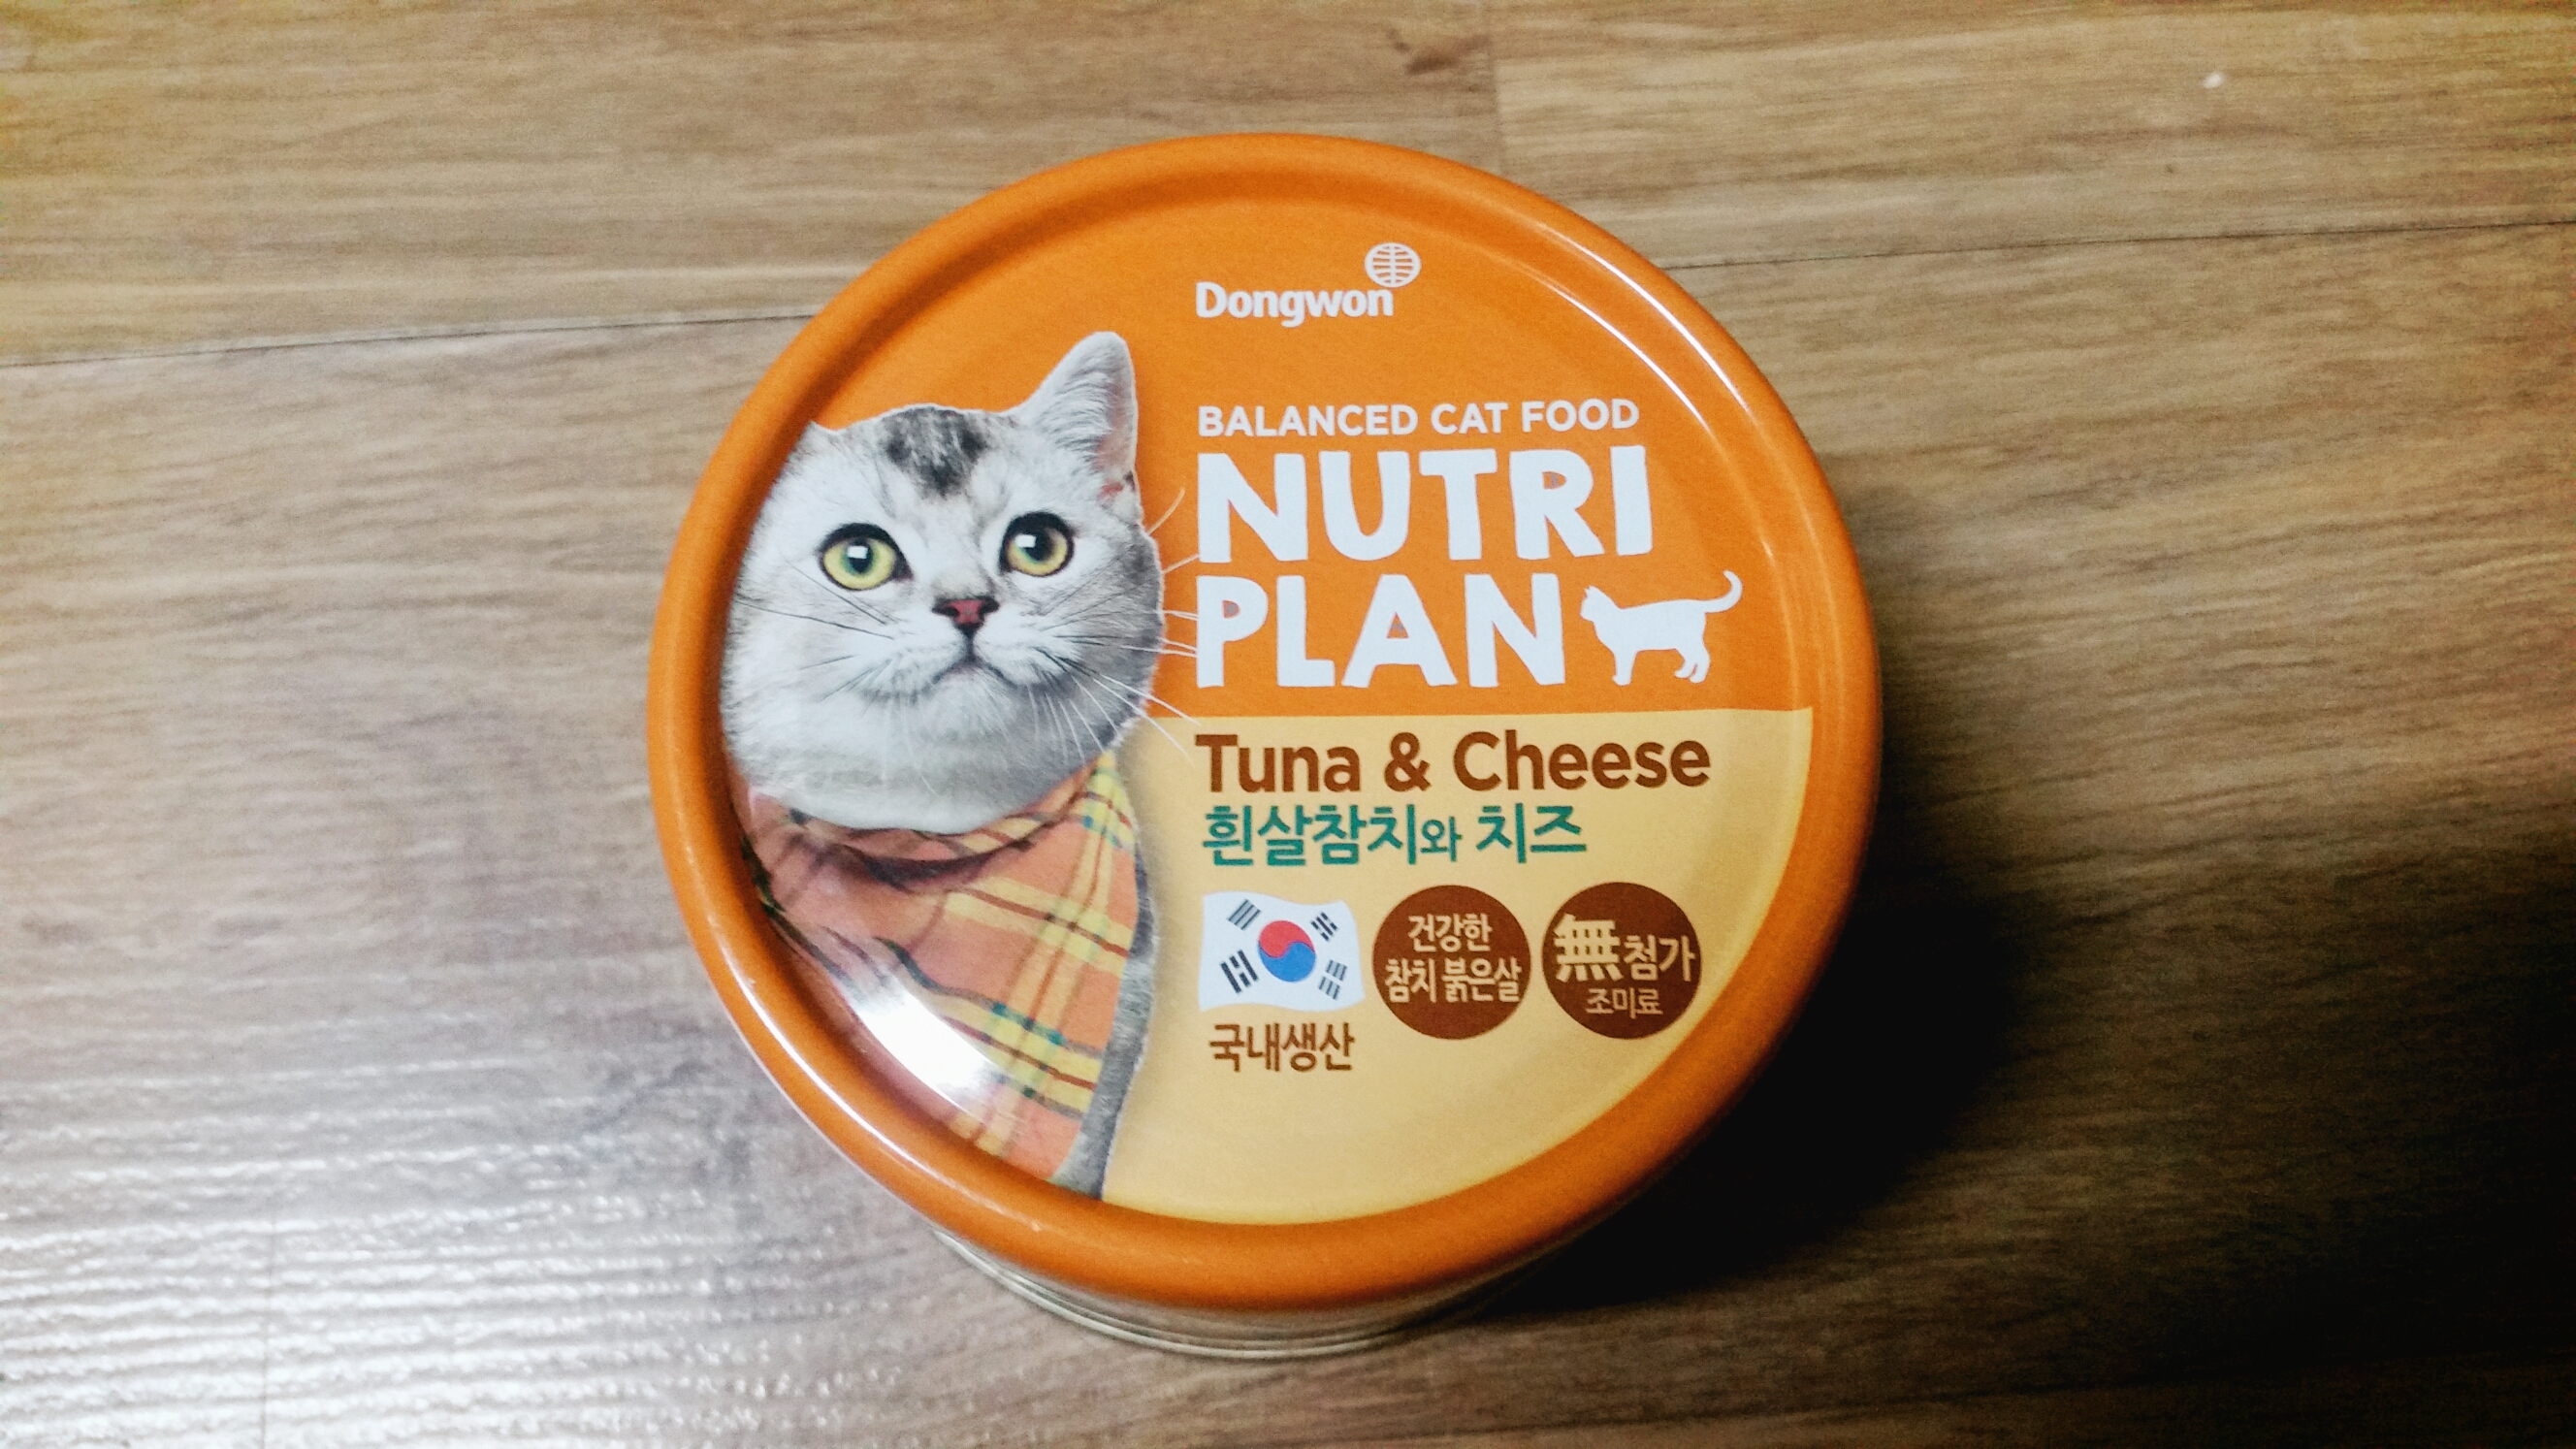 Dongwon
BALANCED CAT FOOD
NUTRI
PLAN
Tuna & Cheese
흰살참치와 치즈
국내생산
건강한
참치 붉은살
無첨가
조미료